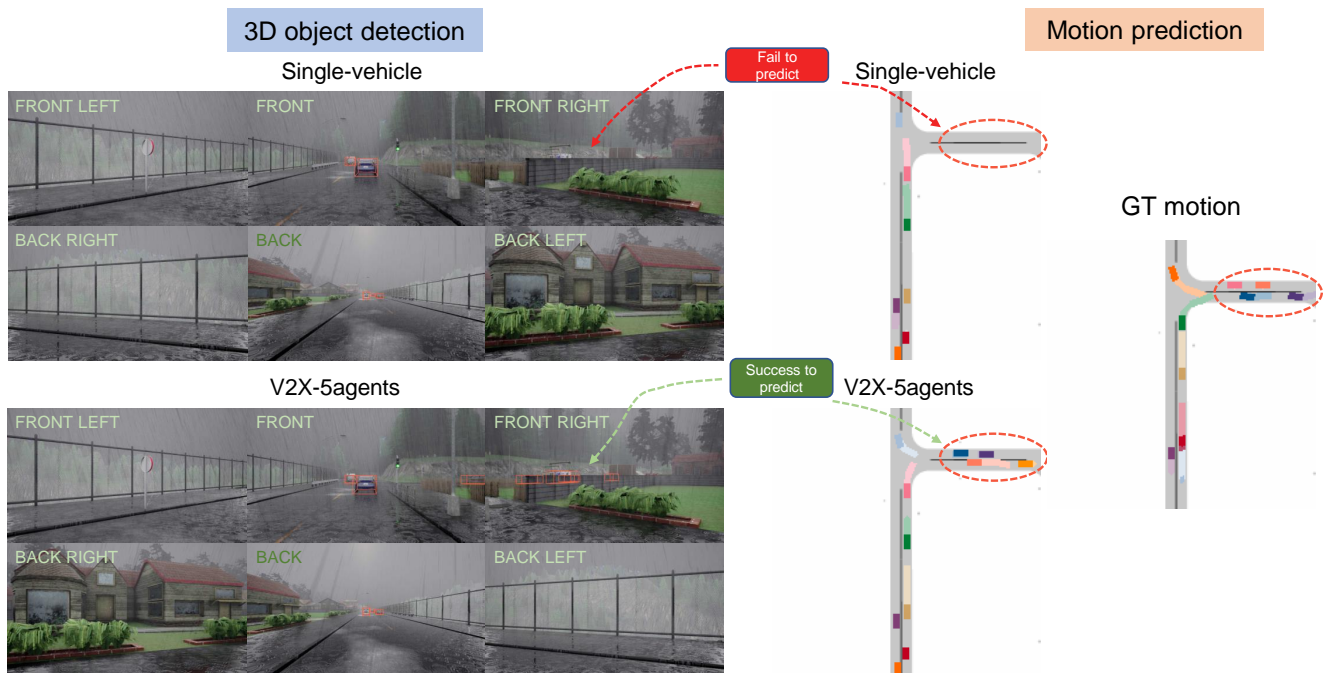 3D object detection
Motion prediction
Single-vehicle
Fail to
predict
Single-vehicle
FRONT LEFT
FRONT
FRONT RIGHT
GT motion
BACK RIGHT
BACK
BACK LEFT
V2X-5agents
Success to
predict
V2X-5agents
FRONT LEFT
FRONT
FRONT RIGHT
BACK RIGHT
BACK
BACK LEFT